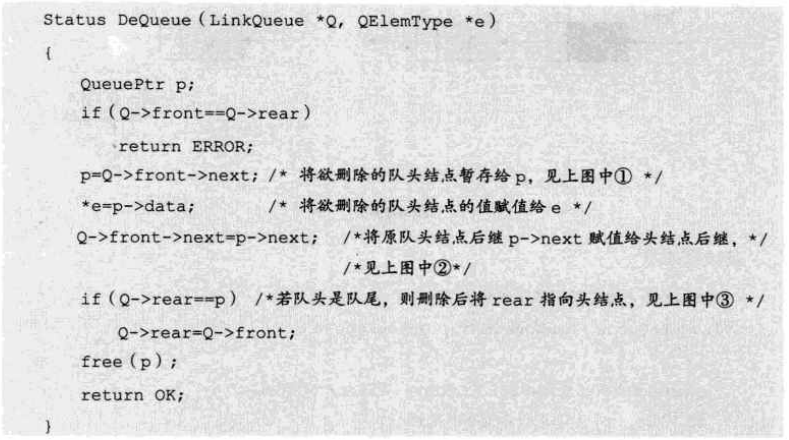 Status DeQueue(LinkQueue *Q, QElemType *e)
{
QueuePtr p;
if(Q->front==Q->rear)
return ERROR;
p=Q->front->next; /* 将欲删除的队头结点暂存给 p，见上图中① */
*e=p->data; /* 将欲删除的队头结点的值赋值给 e */
Q->front->next=p->next; /*将原队头结点后继 p->next 赋值给头结点后继，*/
/*见上图中②*/
if(Q->rear==p) /*若队头是队尾，则删除后将 rear 指向头结点，见上图中③ */
Q->rear=Q->front;
free(p);
return OK;
}